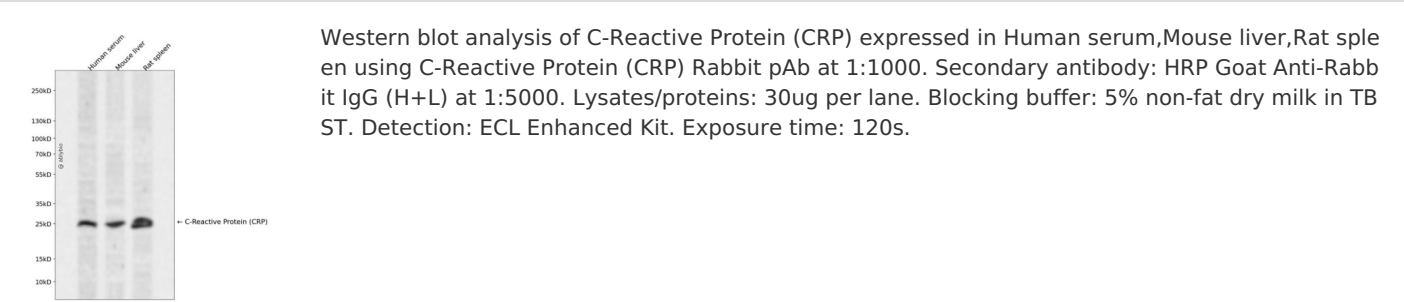 Human serum
Mouse liver
Rat spleen
Western blot analysis of C-Reactive Protein (CRP) expressed in Human serum,Mouse liver,Rat sple
en using C-Reactive Protein (CRP) Rabbit pAb at 1:1000. Secondary antibody: HRP Goat Anti-Rabb
it IgG (H+L) at 1:5000. Lysates/proteins: 30ug per lane. Blocking buffer: 5% non-fat dry milk in TB
ST. Detection: ECL Enhanced Kit. Exposure time: 120s.
250kD
130kD
100kD
70kD
55kD
35kD
25kD
15kD
10kD
← C-Reactive Protein (CRP)